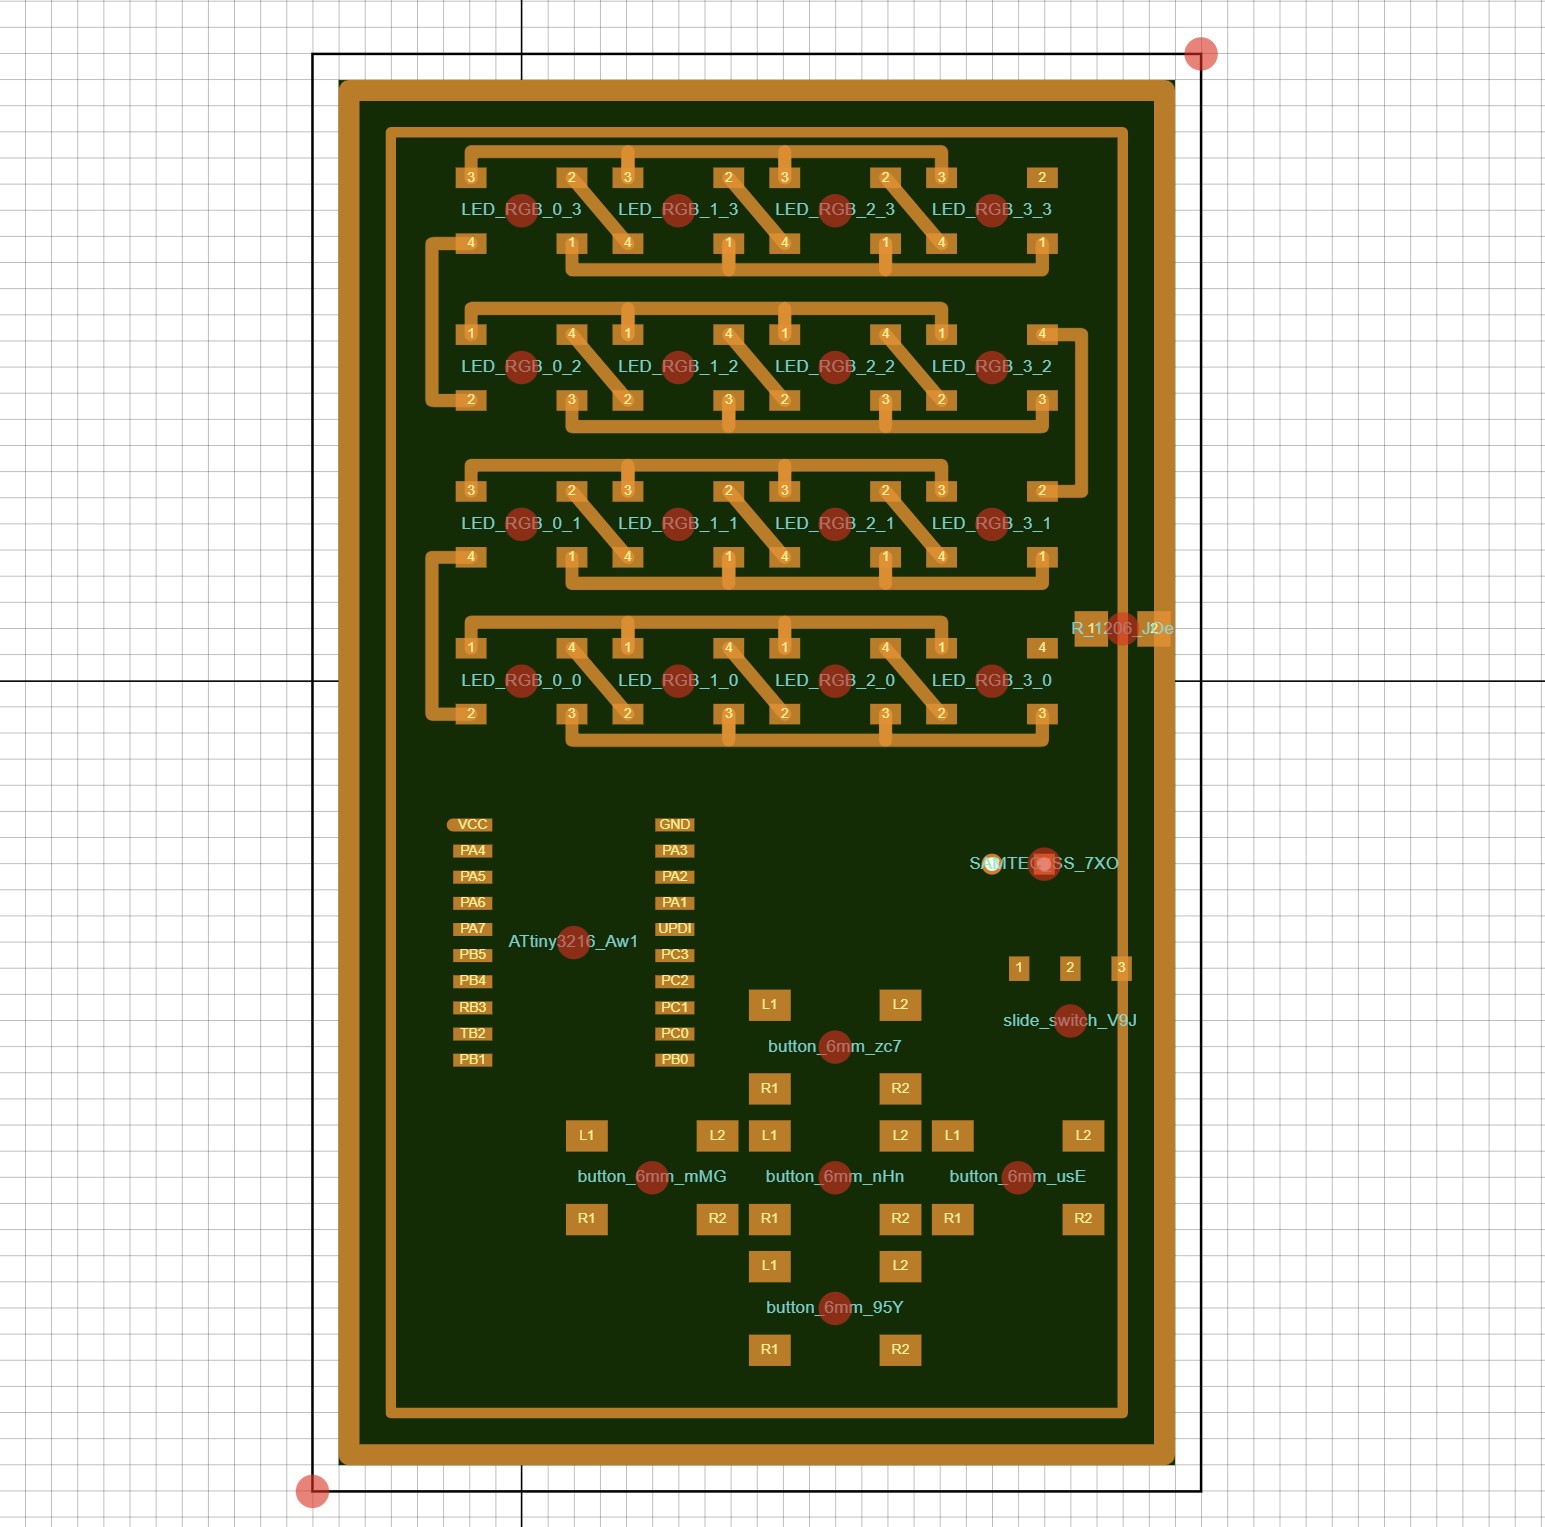 3 2 3 2 3 2 3 2
LED_RGB_0_3 LED_RGB_1_3 LED_RGB_2_3 LED_RGB_3_3
4 1 4 1 4 1 4 1
1 4 1 4 1 4 1 4
LED_RGB_0_2 LED_RGB_1_2 LED_RGB_2_2 LED_RGB_3_2
2 3 2 3 2 3 2 3
3 2 3 2 3 2 3 2
LED_RGB_0_1 LED_RGB_1_1 LED_RGB_2_1 LED_RGB_3_1
4 1 4 1 4 1 4 1
1 2
1 4 1 4 1 4 1 4
LED_RGB_0_0 LED_RGB_1_0 LED_RGB_2_0 LED_RGB_3_0
2 3 2 3 2 3 2 3
VCC GND
PA4 PA3
PA5 PA2
PA6 PA1
PA7 UPDI
PB5 PC3
PB4 PC2
RB3 PC1
TB2 PC0
PB1 PB0
ATtiny3216_Aw1
1 2 3
slide_switch_V9J
L1 L2
button_6mm_zc7
R1 R2
L1 L2 L1 L2 L1 L2
button_6mm_mMG button_6mm_nHn button_6mm_usE
R1 R2 R1 R2 R1 R2
L1 L2
button_6mm_95Y
R1 R2